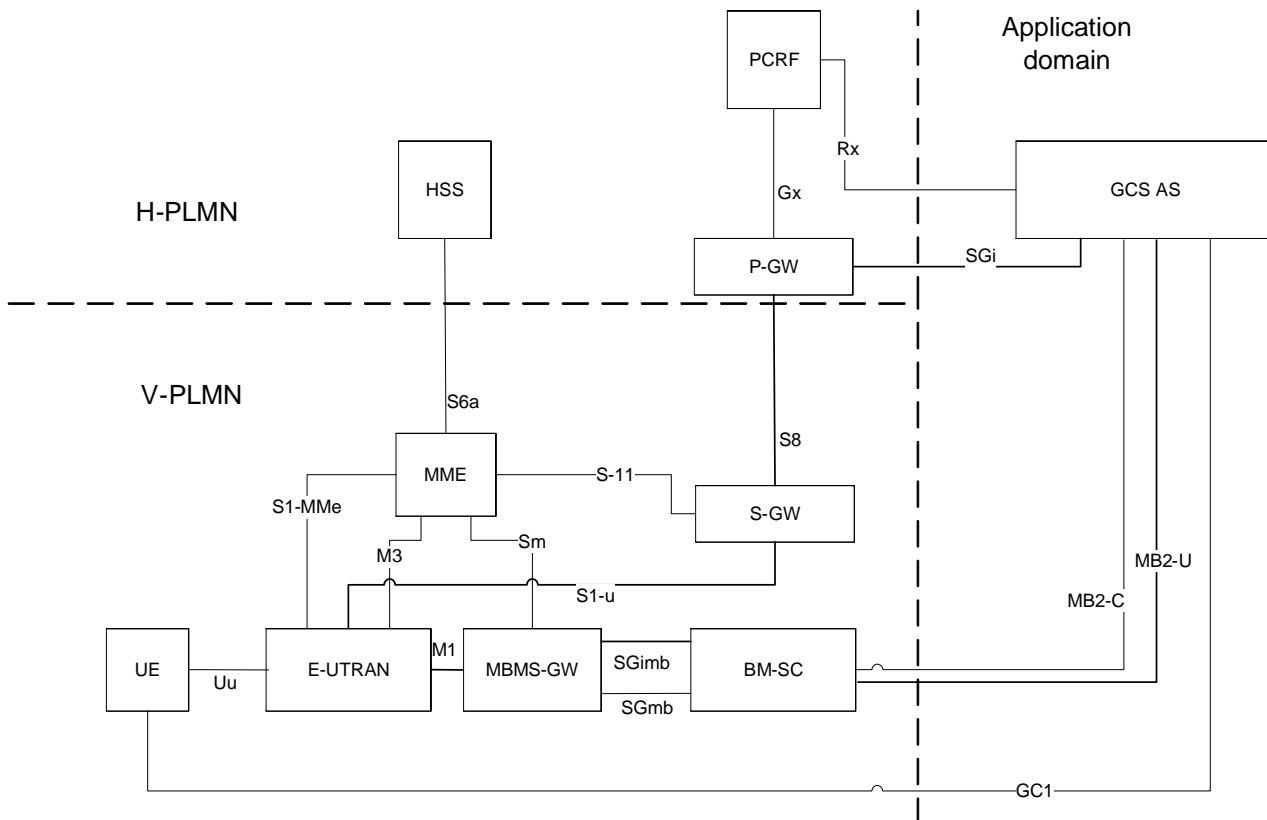 Application
domain
PCRF
Rx
HSS
GCS AS
Gx
H-PLMN
P-GW
SGi
V-PLMN
S6a
S8
MME
S-11
S1-MMe
S-GW
M3
Sm
MB2-U
S1-u
MB2-C
M1
UE
E-UTRAN
MBMS-GW
SGimb
BM-SC
Uu
SGmb
GC1